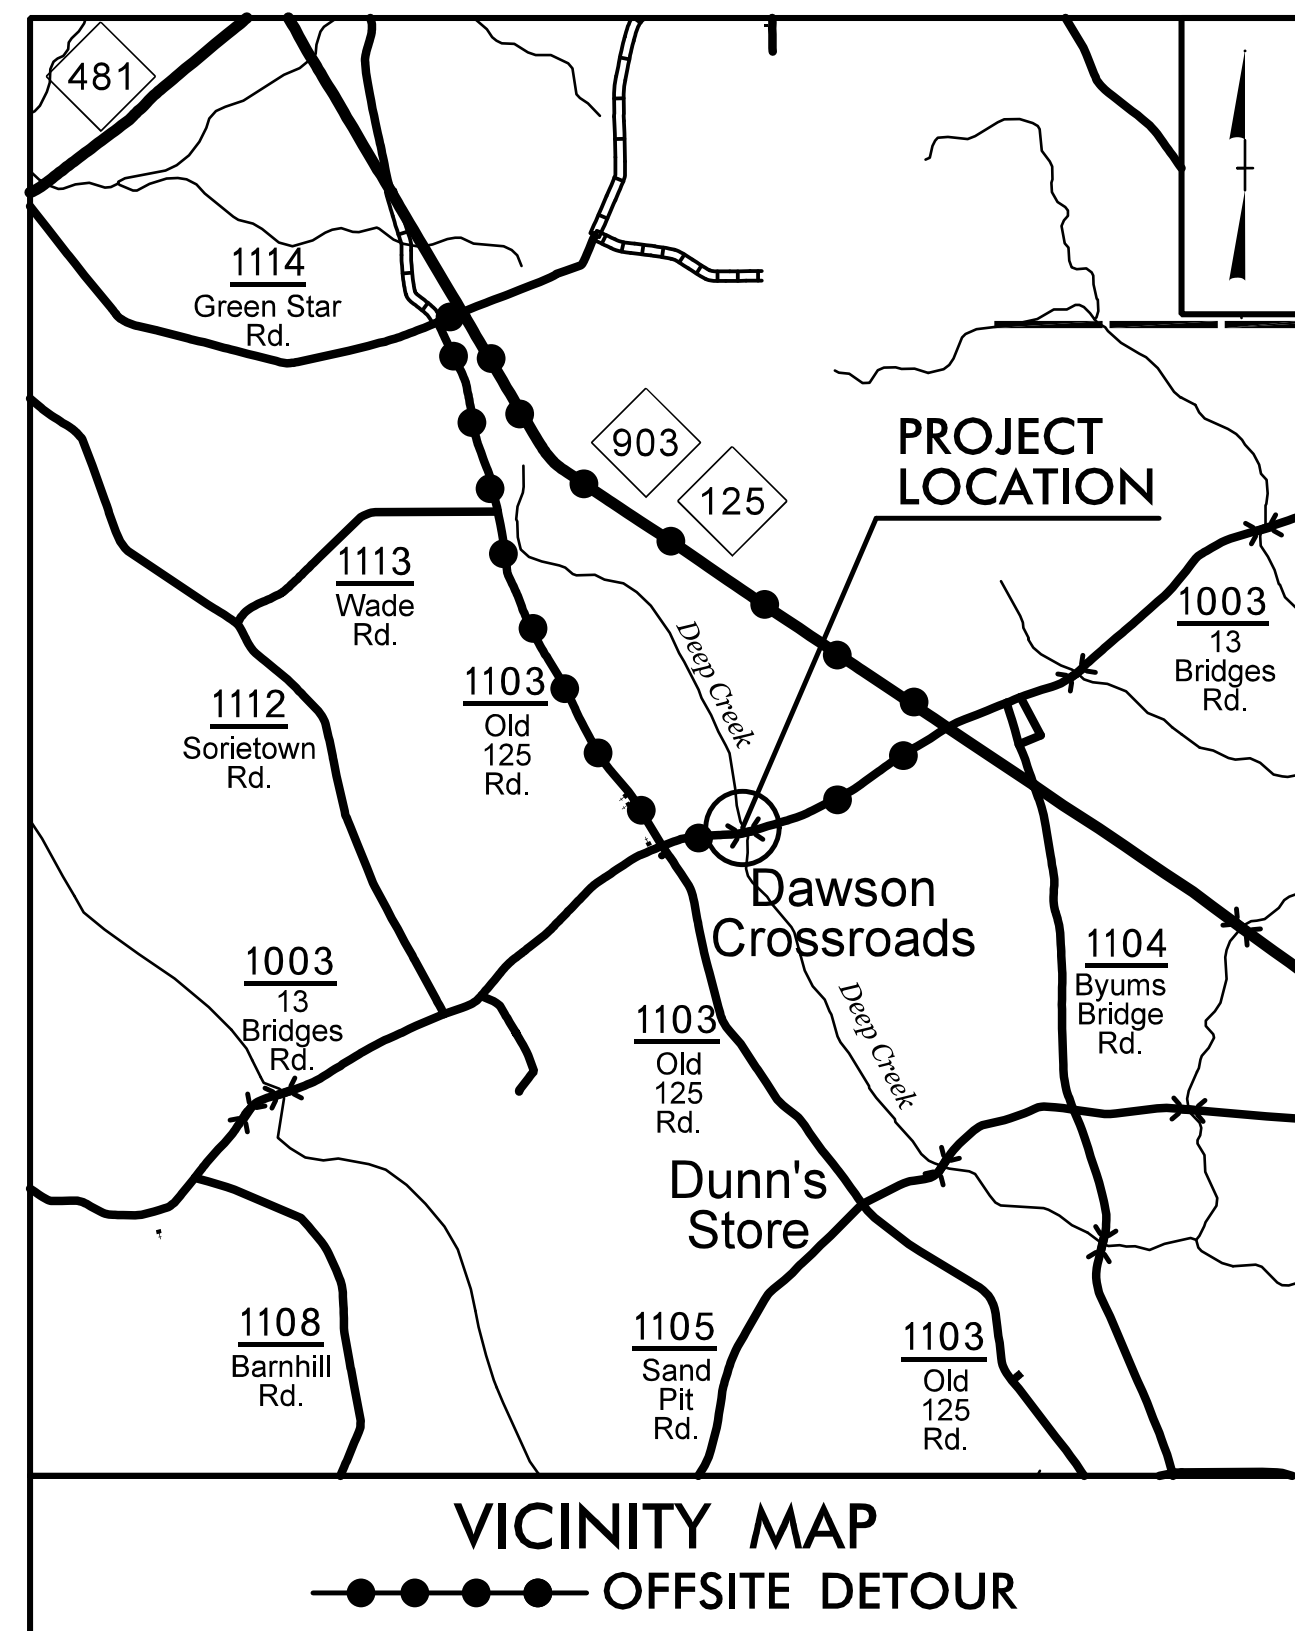 481
1114
Green Star
Rd.
903
125
PROJECT
LOCATION
1113
Wade
Rd.
1003
13
Bridges
Rd.
Deep Creek
1103
Old
125
Rd.
1112
Sorietown
Rd.
Dawson
Crossroads
1003
13
Bridges
Rd.
1104
Byums
Bridge
Rd.
Deep Creek
1103
Old
125
Rd.
Dunn's
Store
1108
Barnhill
Rd.
1105
Sand
Pit
Rd.
1103
Old
125
Rd.
VICINITY MAP
OFFSITE DETOUR